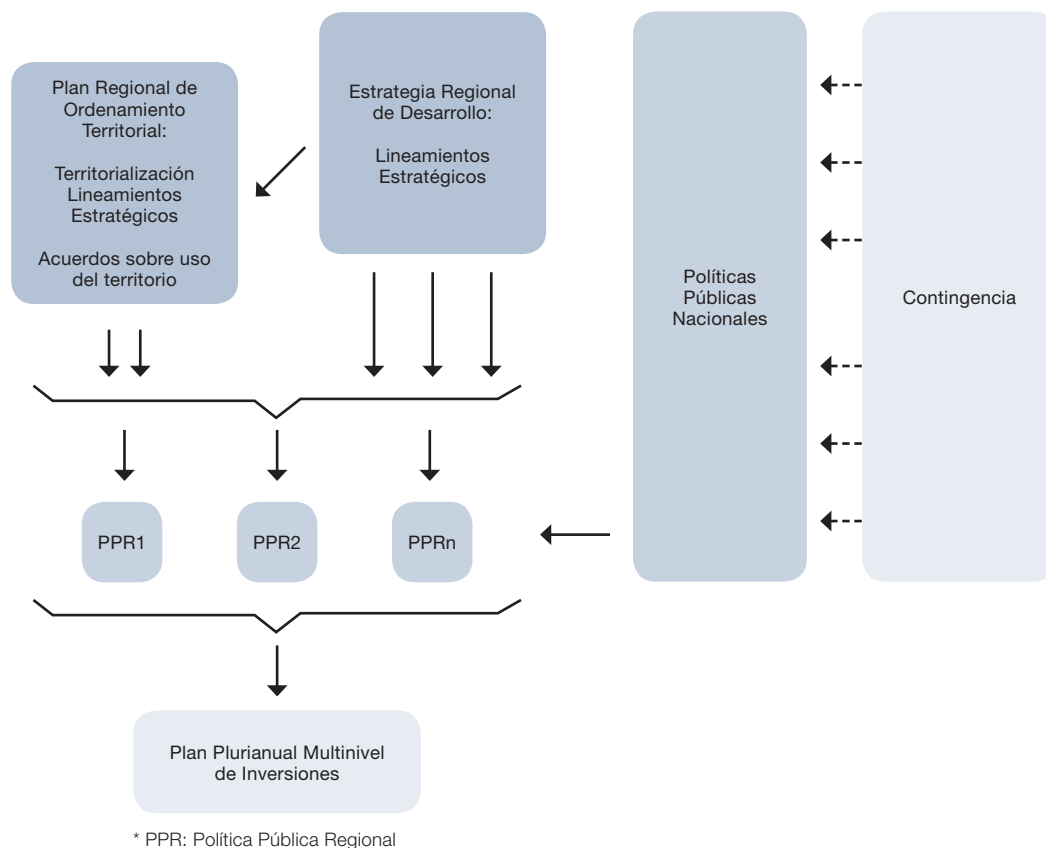 Plan Regional de
Ordenamiento
Territorial:
Territorialización
Lineamientos
Estratégicos
Acuerdos sobre uso
del territorio
Estrategia Regional
de Desarrollo:
Lineamientos
Estratégicos
Políticas
Públicas
Nacionales
Contingencia
PPR1
PPR2
PPRn
Plan Plurianual Multinivel
de Inversiones
* PPR: Política Pública Regional